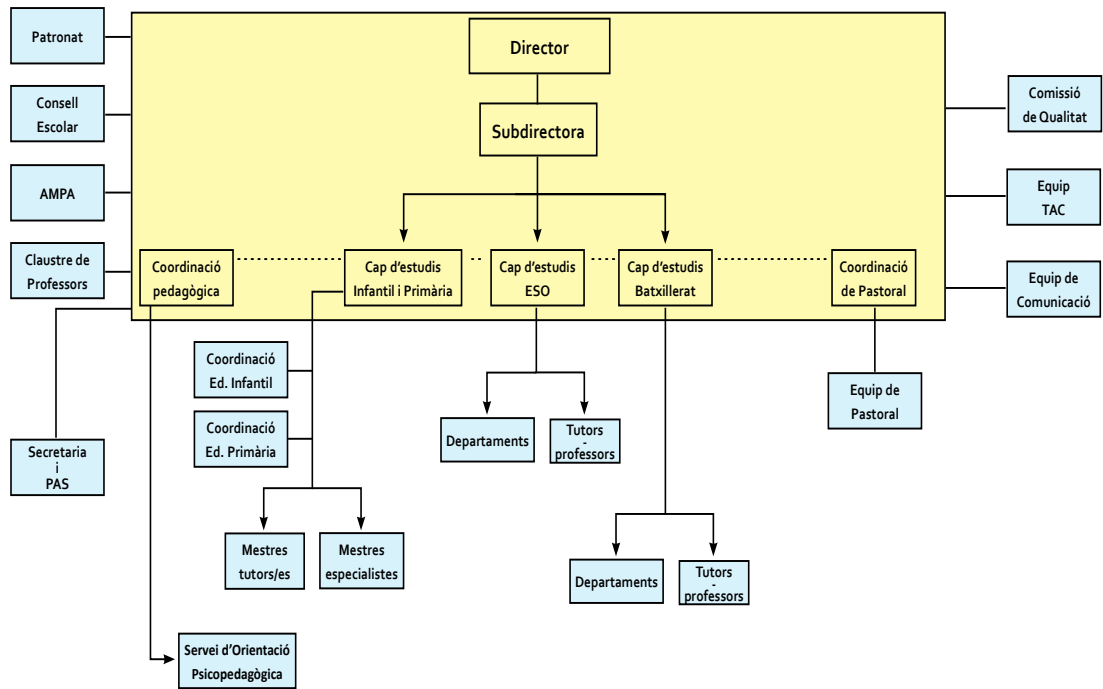 Patronat
Consell
Escolar
AMPA
Claustre de
Professors
Secretaria
i
PAS
Director
Subdirectora
Coordinació
pedagògica
Cap d'estudis
Infantil i Primària
Cap d'estudis
ESO
Cap d'estudis
Batxillerat
Coordinació
de Pastoral
Comissió
de Qualitat
Equip
TAC
Equip de
Comunicació
Coordinació
Ed. Infantil
Coordinació
Ed. Primària
Mestres
tutors/es
Mestres
especialistes
Departaments
Tutors
-
professors
Departaments
Tutors
-
professors
Equip de
Pastoral
Servei d'Orientació
Psicopedagògica